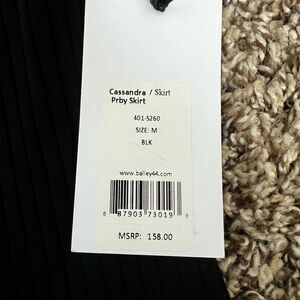 Cassandra / Skirt
Prby Skirt
401-S260
SIZE: M
BLK
www.bailey44.com
87903 73019
MSRP: 158.00